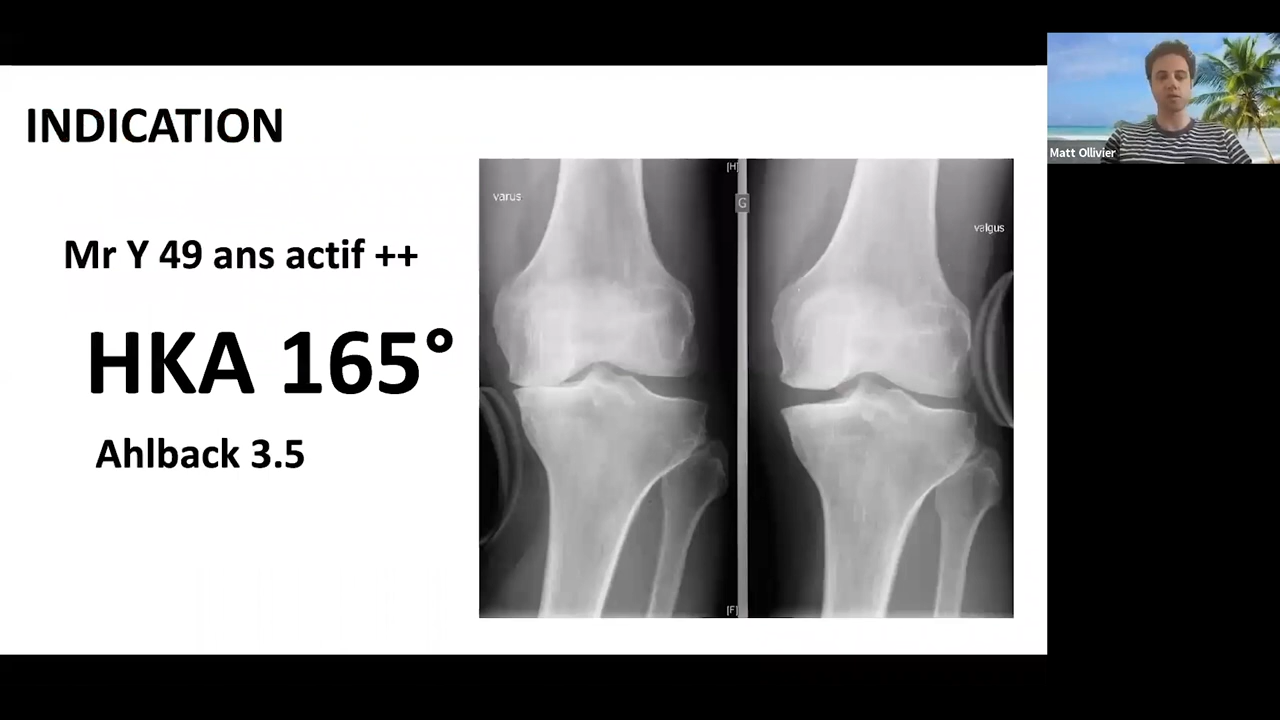 INDICATION
Mr Y 49 ans actif ++
HKA 165°
Ahlback 3.5
varus
[H]
G
valgus
[F]
Matt Ollivier